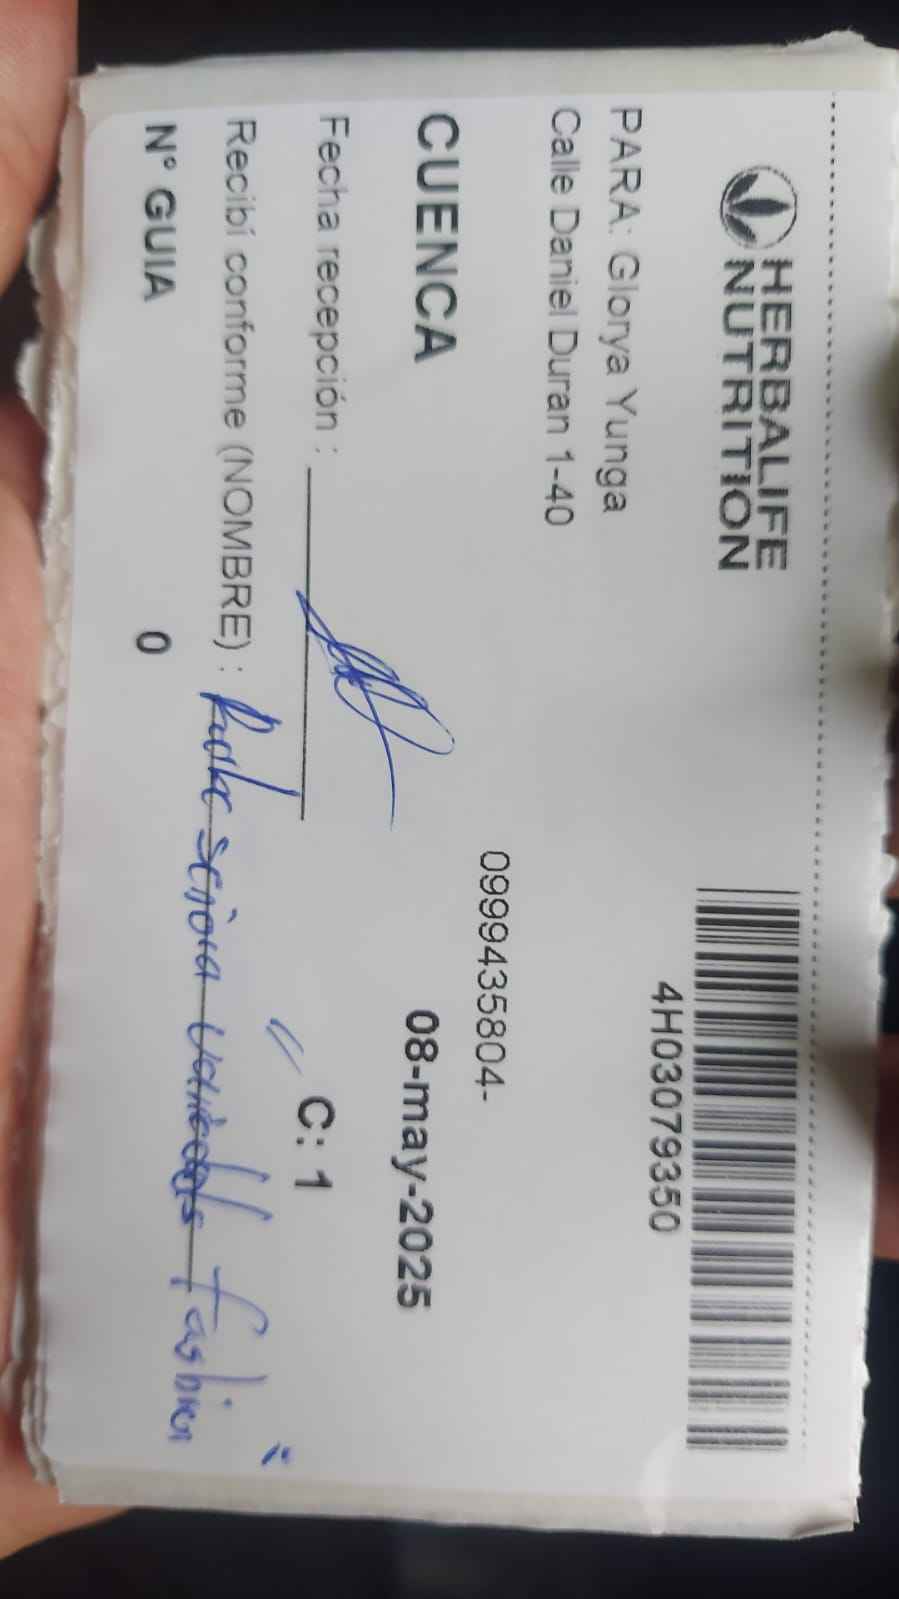 HERBALIFE
NUTRITION
4H03079350
PARA: Glorya Yunga
Calle Daniel Duran 1-40
0999435804-
CUENCA
08-may-2025
Fecha recepción :
C: 1
Recibí conforme (NOMBRE) :
Nº GUIA 0